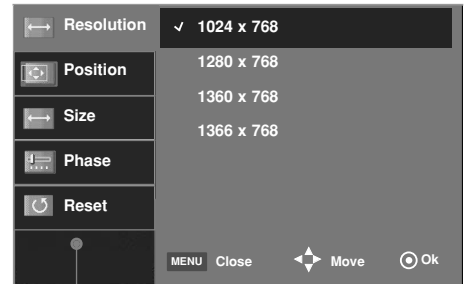 Resolution
Position
Size
Phase
Reset
✓ 1024 x 768
1280 x 768
1360 x 768
1366 x 768
MENU Close Move Ok